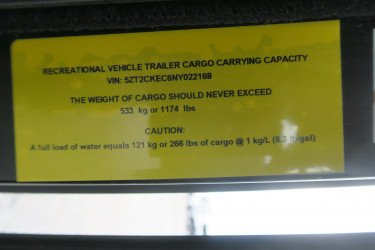 RECREATIONAL VEHICLE TRAILER CARGO CARRYING CAPACITY
VIN: 5ZT2CKEC6NY022168
THE WEIGHT OF CARGO SHOULD NEVER EXCEED
533 kg or 1174 lbs
CAUTION:
A full load of water equals 121 kg or 266 lbs of cargo @ 1 kg/L (8.3 lb/gal)